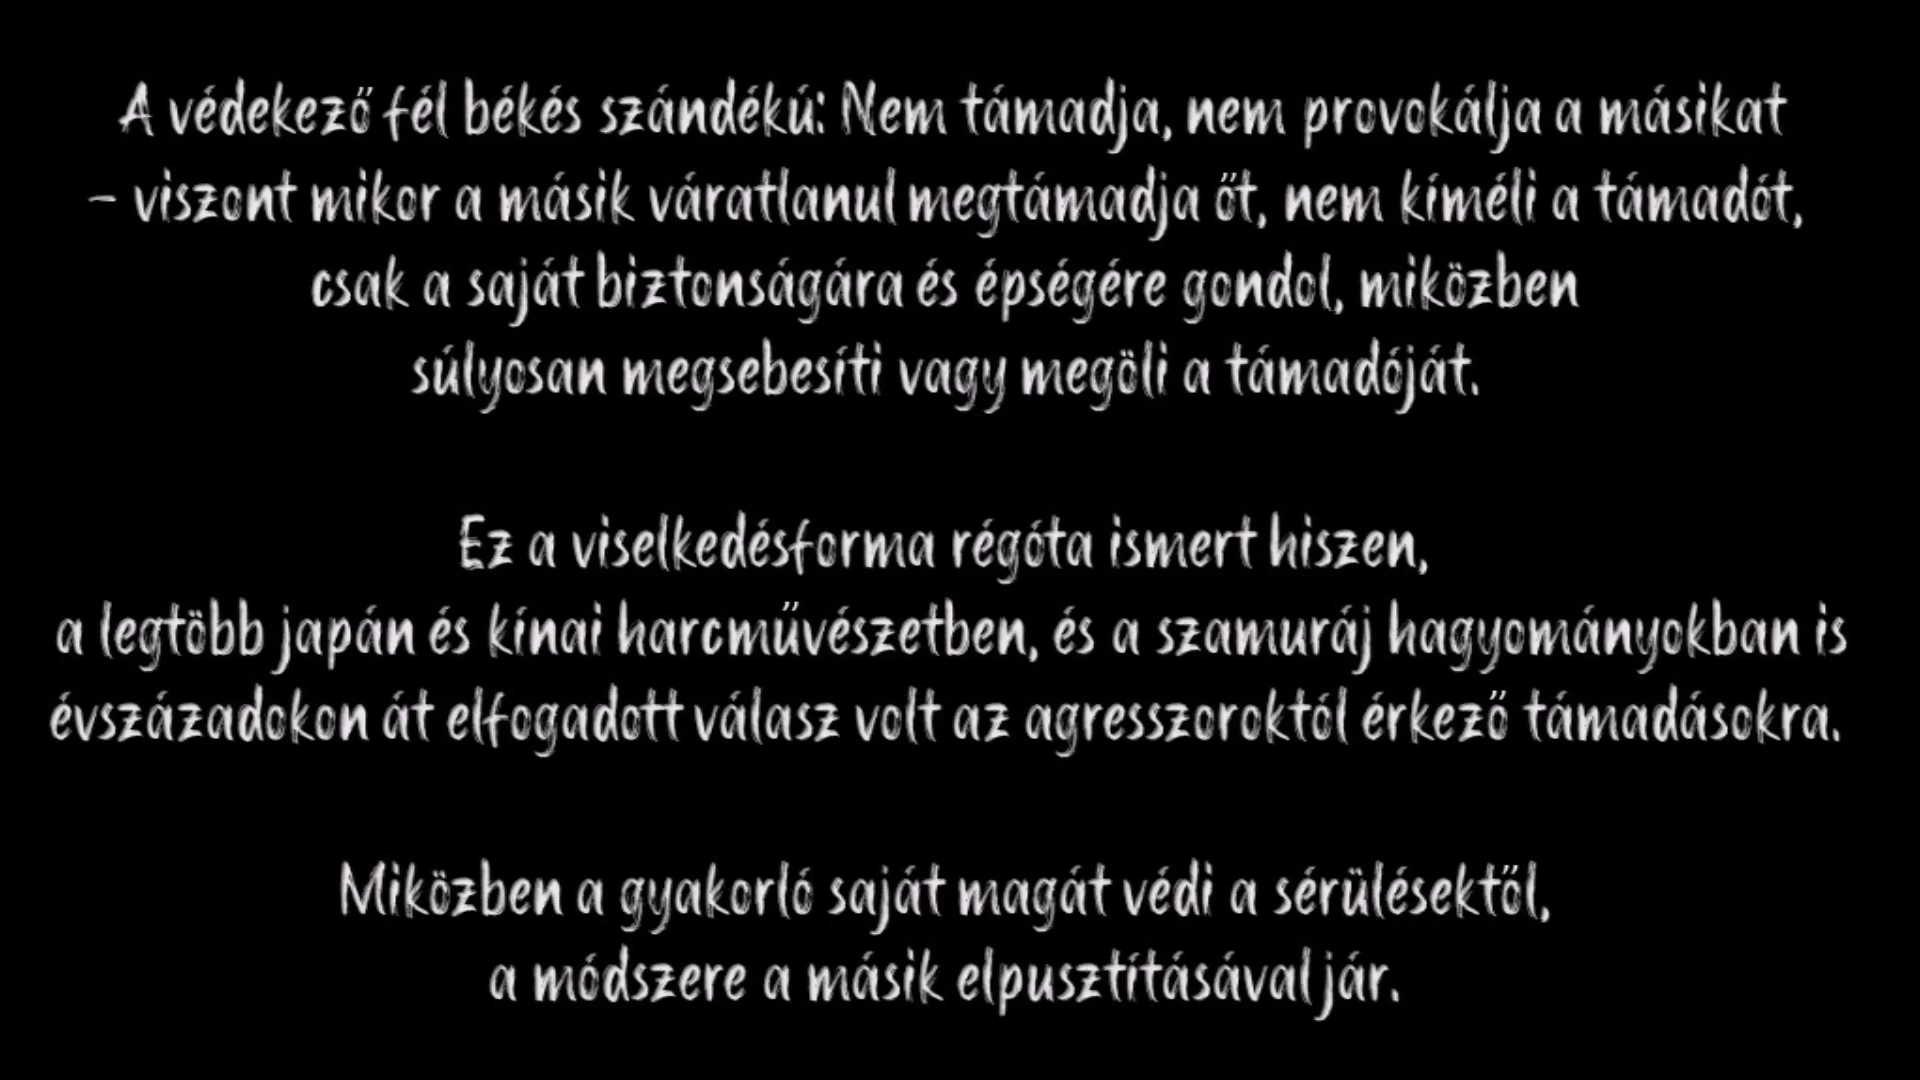 A védekező fél békés szándékú: Nem támadja, nem provokálja a másikat
– viszont mikor a másik váratlanul megtámadja őt, nem kíméli a támadót,
csak a saját biztonságára és épségére gondol, miközben
súlyosan megsebesíti vagy megöli a támadóját.
Ez a viselkedésforma régóta ismert hiszen,
a legtöbb japán és kínai harcművészetben, és a szamuráj hagyományokban is
évszázadokon át elfogadott válasz volt az agresszoroktól érkező támadásokra.
Miközben a gyakorló saját magát védi a sérülésektől,
a módszere a másik elpusztításával jár.